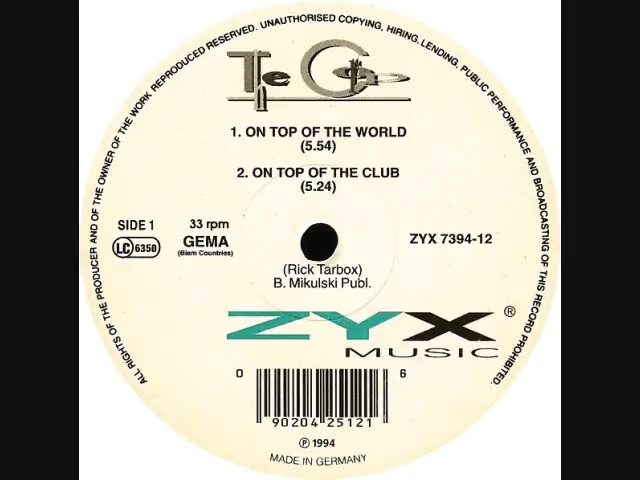 ALL RIGHTS OF THE PRODUCER AND OF THE OWNER OF THE WORK REPRODUCED RESERVED. UNAUTHORISED COPYING, HIRING, LENDING. PUBLIC PERFORMANCE AND BROADCASTING OF THIS RECORD PROHIBITED.
1. ON TOP OF THE WORLD
(5.54)
2. ON TOP OF THE CLUB
(5.24)
SIDE 1
33 rpm
LC 6350
GEMA
(Biem Countries)
ZYX 7394-12
(Rick Tarbox)
B. Mikulski Publ.
ZYX ®
MUSIC
0 6
90204 25121
℗ 1994
MADE IN GERMANY